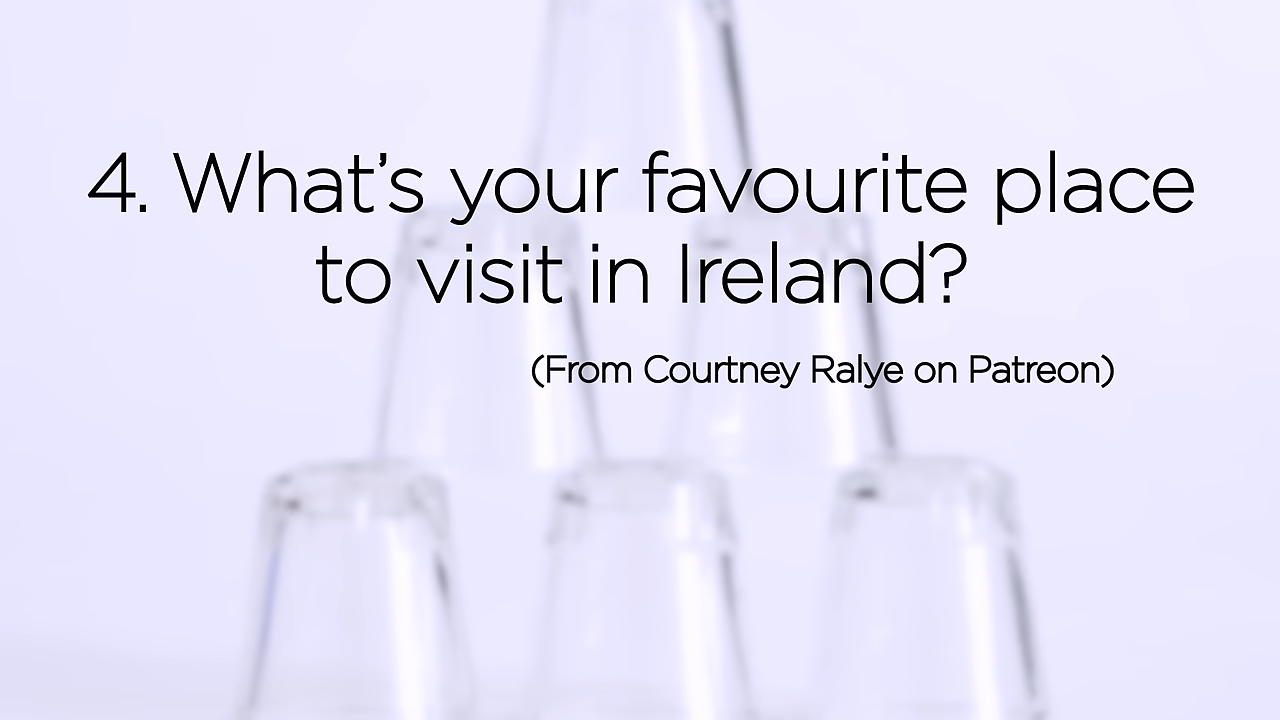 4. What’s your favourite place
to visit in Ireland?
(From Courtney Ralye on Patreon)